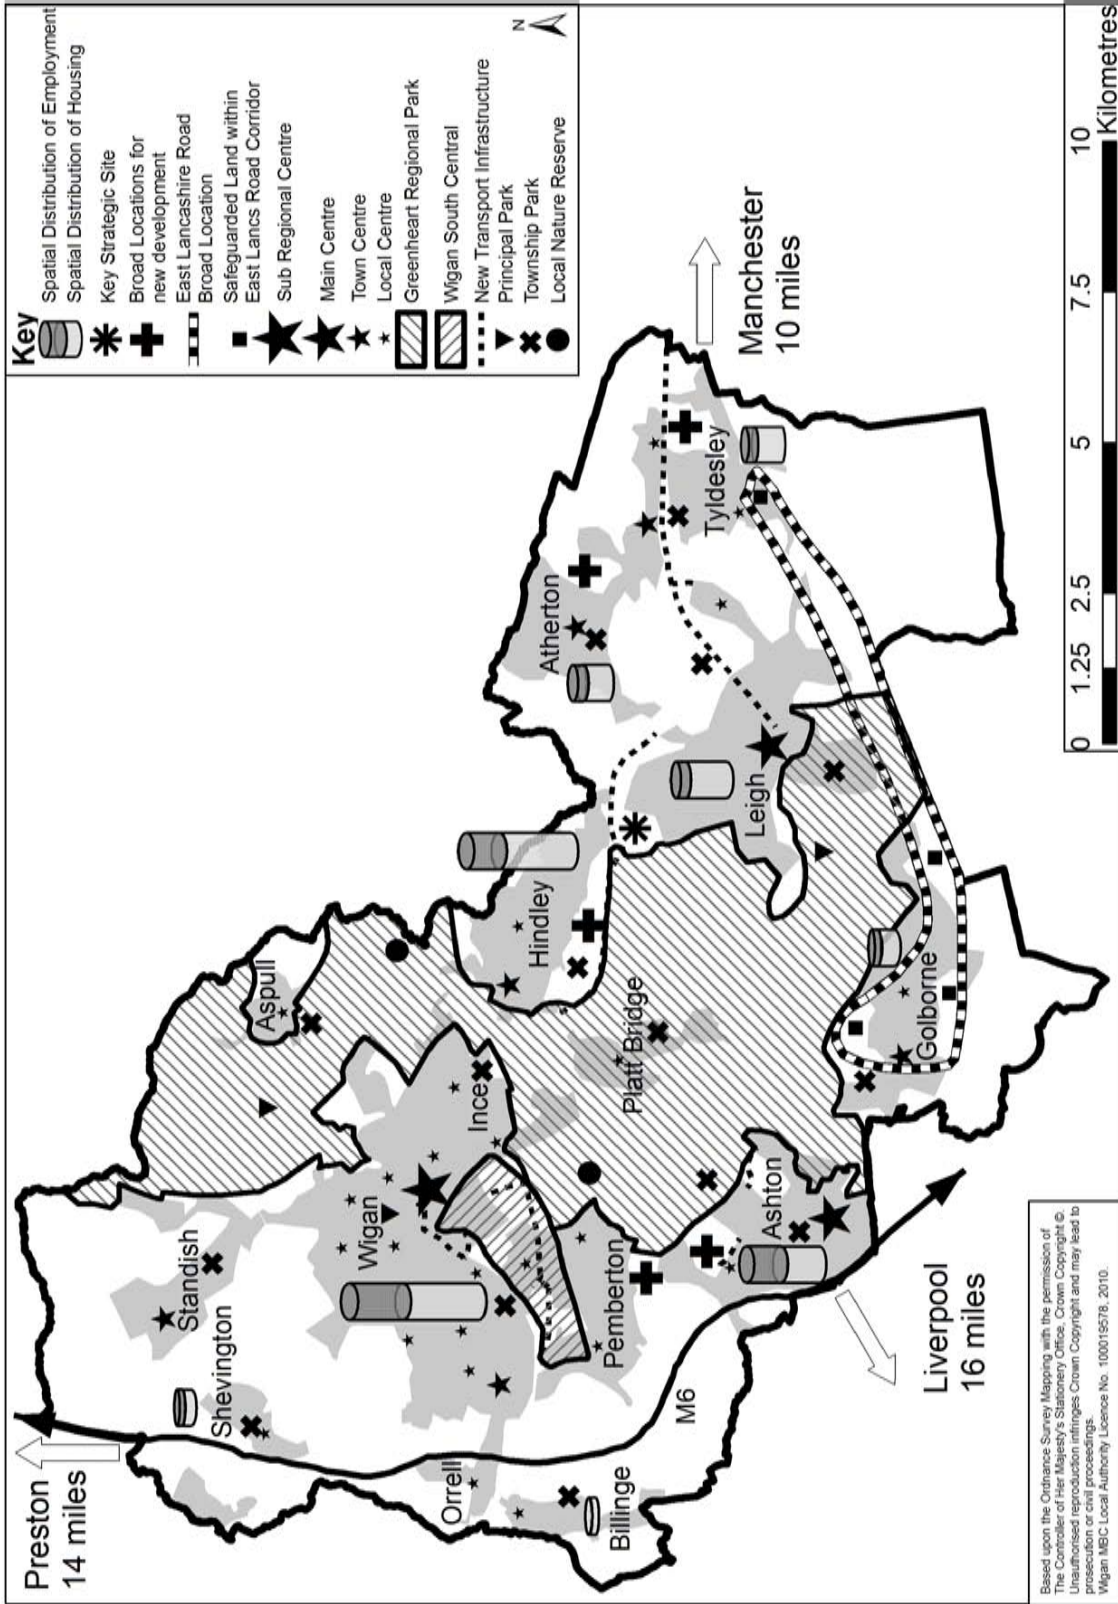 Preston
14 miles
Standish
Shevington
Aspull
Wigan
Orrell
Ince
Hindley
Atherton
Billinge
Pemberton
Platt Bridge
Tyldesley
Leigh
M6
Ashton
Golborne
Liverpool
16 miles
Manchester
10 miles
Key
Spatial Distribution of Employment
Spatial Distribution of Housing
Key Strategic Site
Broad Locations for
new development
East Lancashire Road
Broad Location
Safeguarded Land within
East Lancs Road Corridor
Sub Regional Centre
Main Centre
Town Centre
Local Centre
Greenheart Regional Park
Wigan South Central
New Transport Infrastructure
Principal Park
Township Park
Local Nature Reserve
N
0 1.25 2.5 5 7.5 10
Kilometres
Based upon the Ordnance Survey Mapping with the permission of
The Controller of Her Majesty's Stationery Office, Crown Copyright ©.
Unauthorised reproduction infringes Crown Copyright and may lead to
prosecution or civil proceedings.
Wigan MBC Local Authority Licence No. 100019578, 2010.